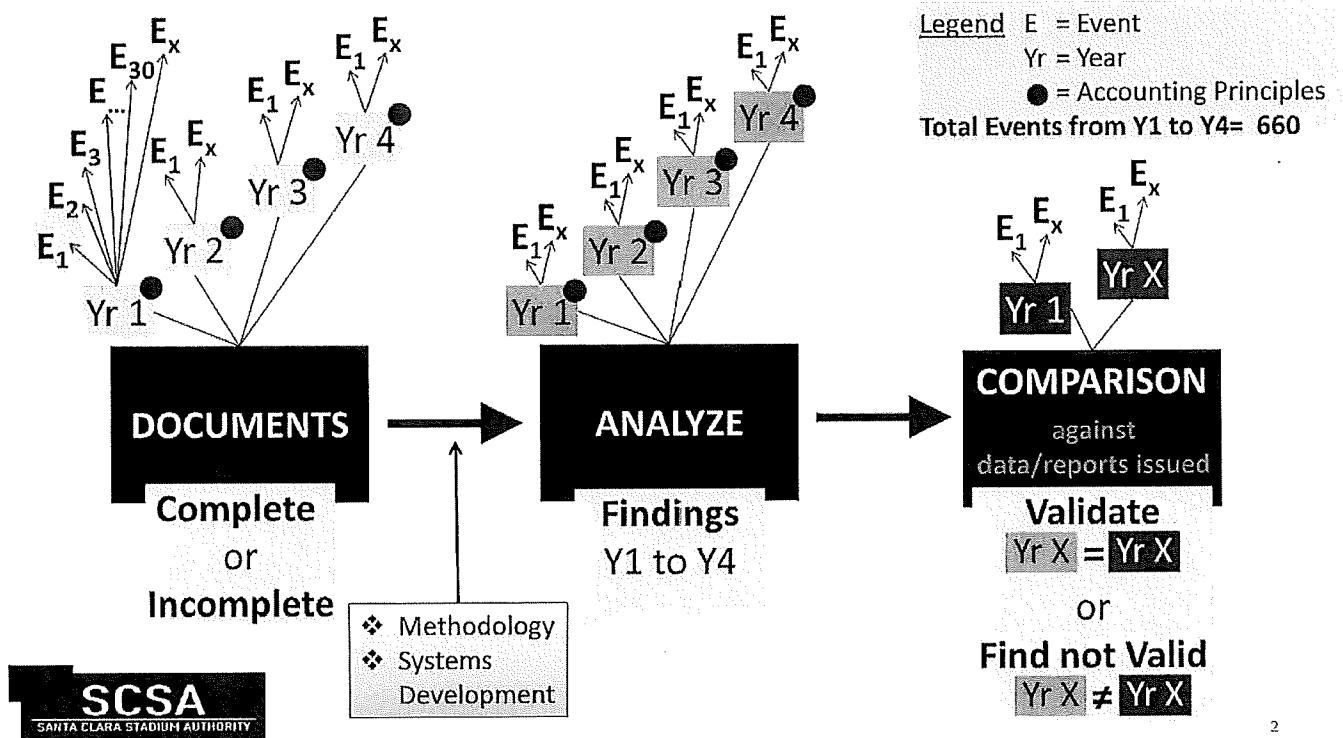 Legend E = Event
Yr = Year
● = Accounting Principles
Total Events from Y1 to Y4= 660
E1 E2 E3 E... E30 Ex
Yr 1
E1 Ex
Yr 2
E1 Ex
Yr 3
E1 Ex
Yr 4
DOCUMENTS
Complete
or
Incomplete
❖ Methodology
❖ Systems
Development
E1 Ex
Yr 1
E1 Ex
Yr 2
E1 Ex
Yr 3
E1 Ex
Yr 4
ANALYZE
Findings
Y1 to Y4
E1 Ex
Yr 1
E1 Ex
Yr X
COMPARISON
against
data/reports issued
Validate
Yr X = Yr X
or
Find not Valid
Yr X ≠ Yr X
SCSA
SANTA CLARA STADIUM AUTHORITY
2